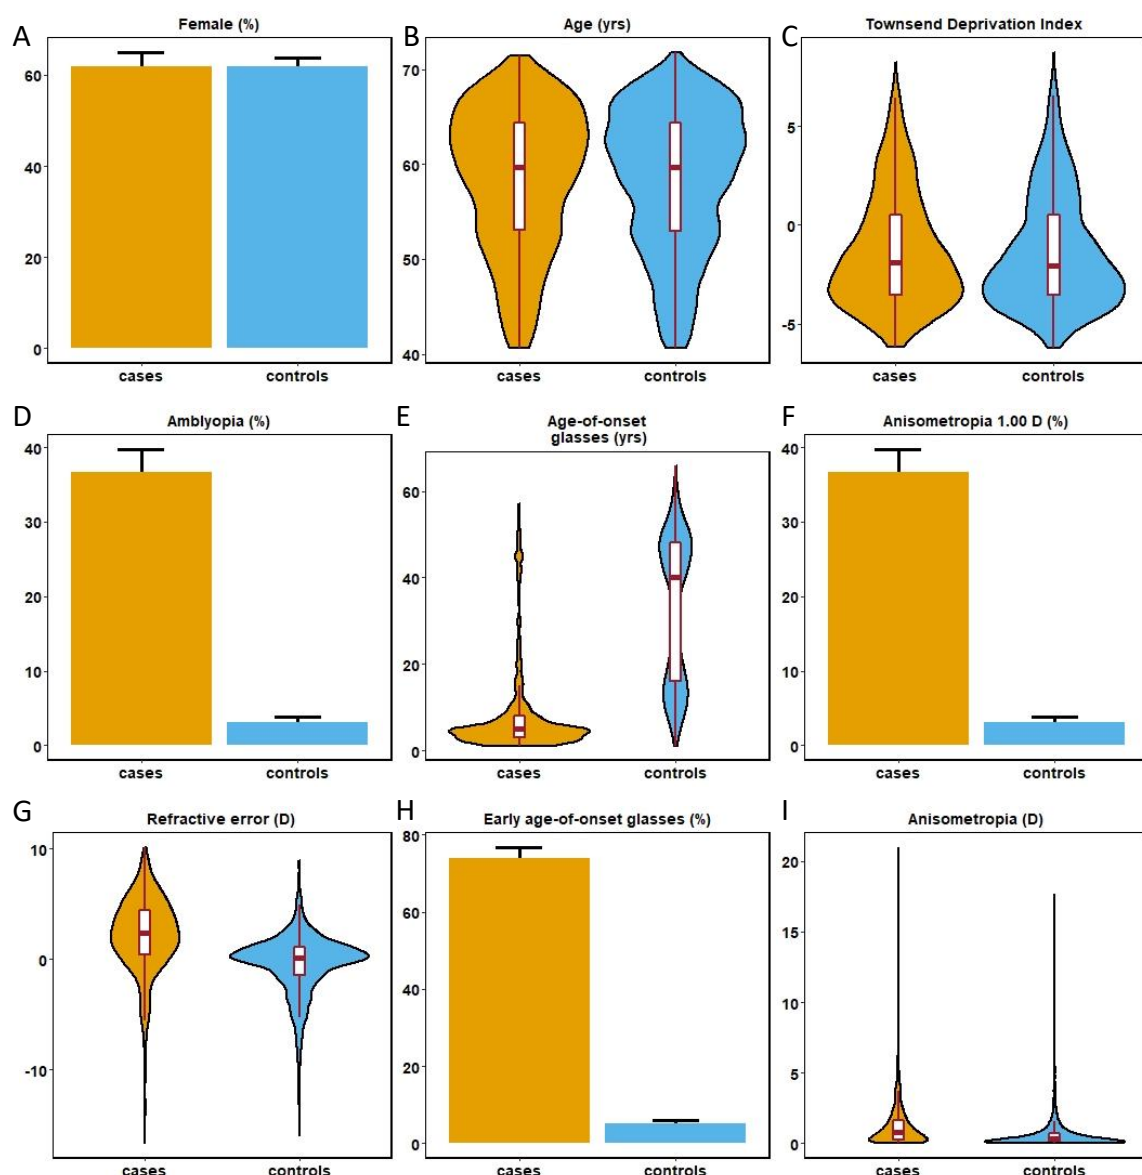 A
Female (%)
60
40
20
0
cases controls
B
Age (yrs)
70
60
50
40
cases controls
C
Townsend Deprivation Index
5
0
-5
cases controls
D
Amblyopia (%)
40
30
20
10
0
cases controls
E
Age-of-onset
glasses (yrs)
60
40
20
0
cases controls
F
Anisometropia 1.00 D (%)
40
30
20
10
0
cases controls
G
Refractive error (D)
10
0
-10
cases controls
H
Early age-of-onset glasses (%)
80
60
40
20
0
cases controls
I
Anisometropia (D)
20
15
10
5
0
cases controls